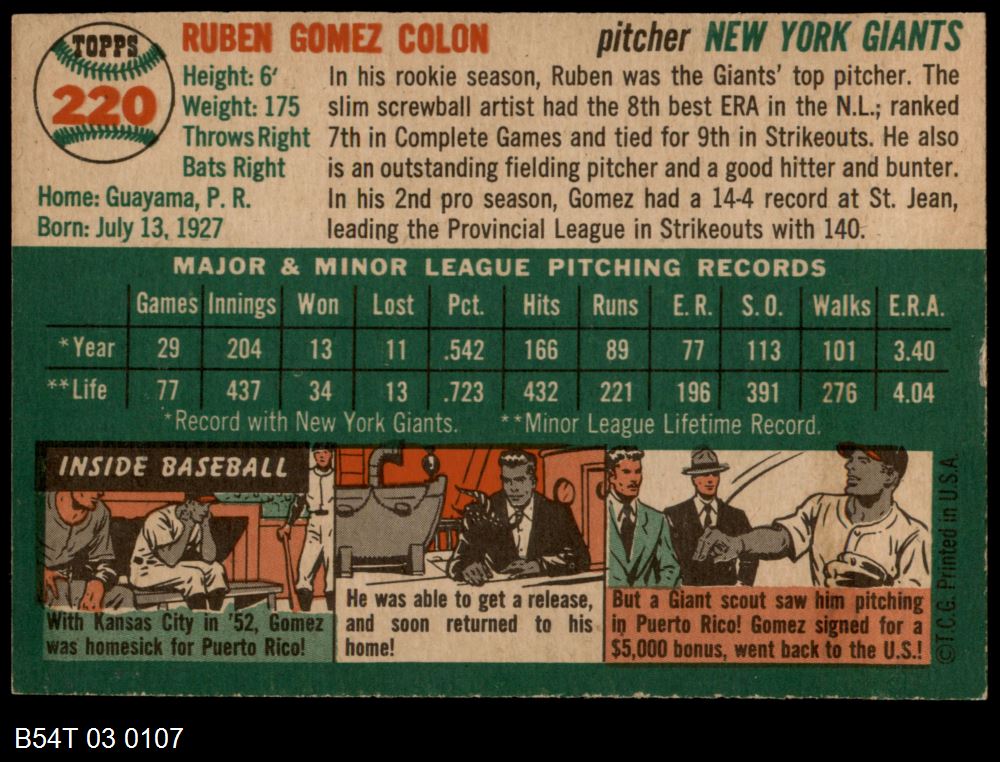 TOPPS
220
RUBEN GOMEZ COLON
pitcher NEW YORK GIANTS
Height: 6'
Weight: 175
Throws Right
Bats Right
Home: Guayama, P. R.
Born: July 13, 1927
In his rookie season, Ruben was the Giants' top pitcher. The
slim screwball artist had the 8th best ERA in the N.L.; ranked
7th in Complete Games and tied for 9th in Strikeouts. He also
is an outstanding fielding pitcher and a good hitter and bunter.
In his 2nd pro season, Gomez had a 14-4 record at St. Jean,
leading the Provincial League in Strikeouts with 140.
MAJOR & MINOR LEAGUE PITCHING RECORDS
Games Innings Won Lost Pct. Hits Runs E. R. S. O. Walks E.R.A.
*Year 29 204 13 11 .542 166 89 77 113 101 3.40
**Life 77 437 34 13 .723 432 221 196 391 276 4.04
*Record with New York Giants. **Minor League Lifetime Record.
INSIDE BASEBALL
With Kansas City in '52, Gomez
was homesick for Puerto Rico!
He was able to get a release,
and soon returned to his
home!
But a Giant scout saw him pitching
in Puerto Rico! Gomez signed for a
$5,000 bonus, went back to the U.S.!
©T.C.G. Printed in U.S.A.
B54T 03 0107